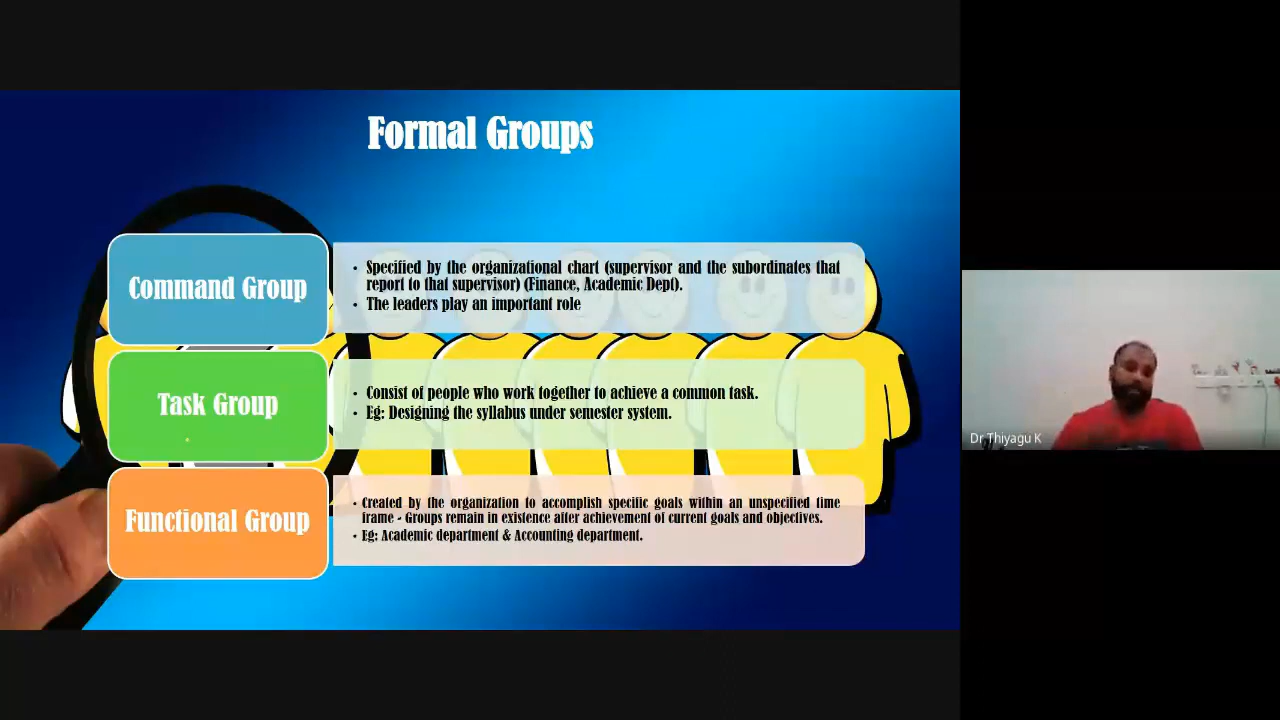 Formal Groups
Command Group
• Specified by the organizational chart (supervisor and the subordinates that
report to that supervisor) (Finance, Academic Dept).
• The leaders play an important role
Task Group
• Consist of people who work together to achieve a common task.
• Eg: Designing the syllabus under semester system.
Functional Group
• Created by the organization to accomplish specific goals within an unspecified time
frame - Groups remain in existence after achievement of current goals and objectives.
• Eg: Academic department & Accounting department.
Dr Thiyagu K